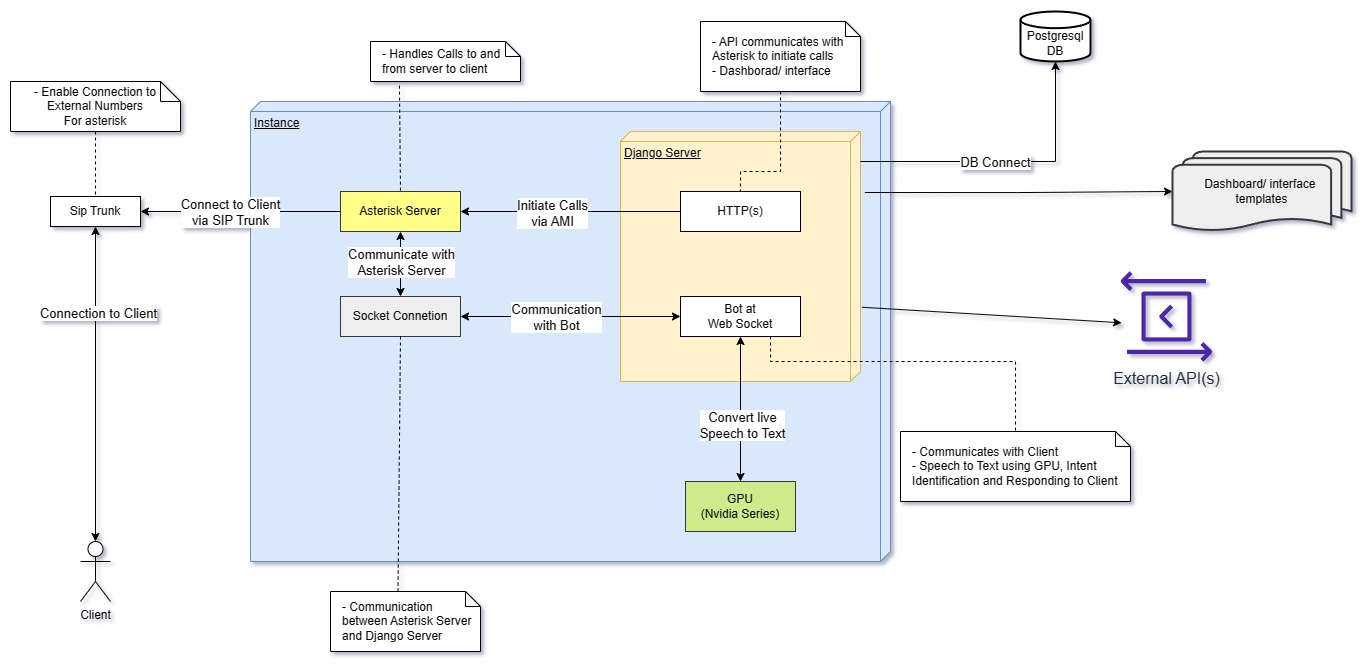 Postgresql
DB
- API communicates with
Asterisk to initiate calls
- Dashborad/ interface
- Handles Calls to and
from server to client
- Enable Connection to
External Numbers
For asterisk
Instance
Django Server
DB Connect
Dashboard/ interface
templates
Sip Trunk
Connect to Client
via SIP Trunk
Asterisk Server
Initiate Calls
via AMI
HTTP(s)
Communicate with
Asterisk Server
Connection to Client
Socket Connetion
Communication
with Bot
Bot at
Web Socket
External API(s)
Convert live
Speech to Text
- Communicates with Client
- Speech to Text using GPU, Intent
Identification and Responding to Client
GPU
(Nvidia Series)
Client
- Communication
between Asterisk Server
and Django Server